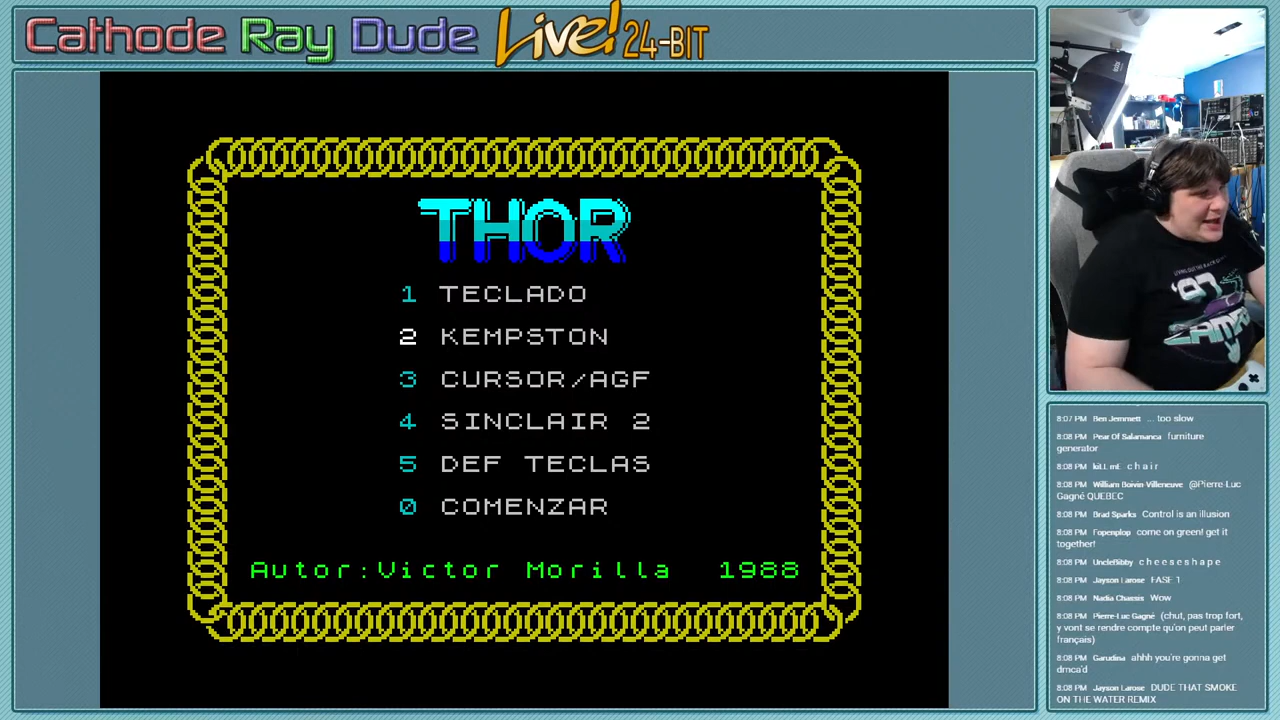 Cathode Ray Dude Live! 24-BIT
THOR
1 TECLADO
2 KEMPSTON
3 CURSOR/AGF
4 SINCLAIR 2
5 DEF TECLAS
0 COMENZAR
Autor:Victor Morilla 1988
'97
8:07 PM Ben Jemmett ... too slow
8:08 PM Pear Of Salamanca furniture
generator
8:08 PM c h a i r
8:08 PM William Boivin-Villeneuve @Pierre-Luc
Gagné QUEBEC
8:08 PM Brad Sparks Control is an illusion
8:08 PM Fopenplop come on green! get it
together!
8:08 PM UncleBibby c h e e s e s h a p e
8:08 PM Jayson Larose FASE 1
8:08 PM Nadia Chassis Wow
8:08 PM Pierre-Luc Gagné (chut, pas trop fort,
y vont se rendre compte qu'on peut parler
français)
8:08 PM Garudina ahhh you're gonna get
dmca'd
8:08 PM Jayson Larose DUDE THAT SMOKE
ON THE WATER REMIX